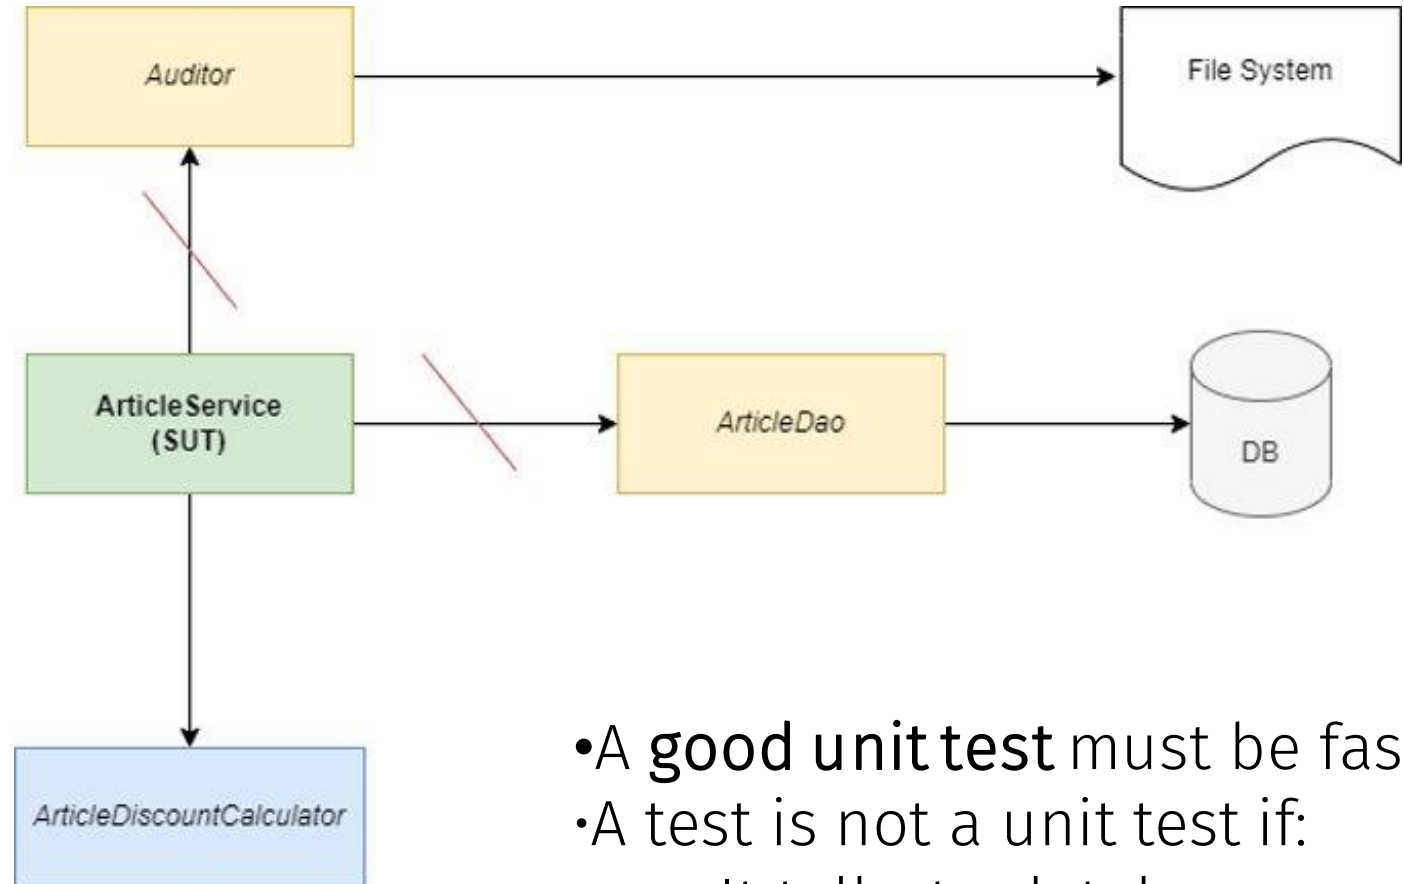 Auditor
File System
ArticleService
(SUT)
ArticleDao
DB
ArticleDiscountCalculator
•A good unit test must be fas
•A test is not a unit test if: